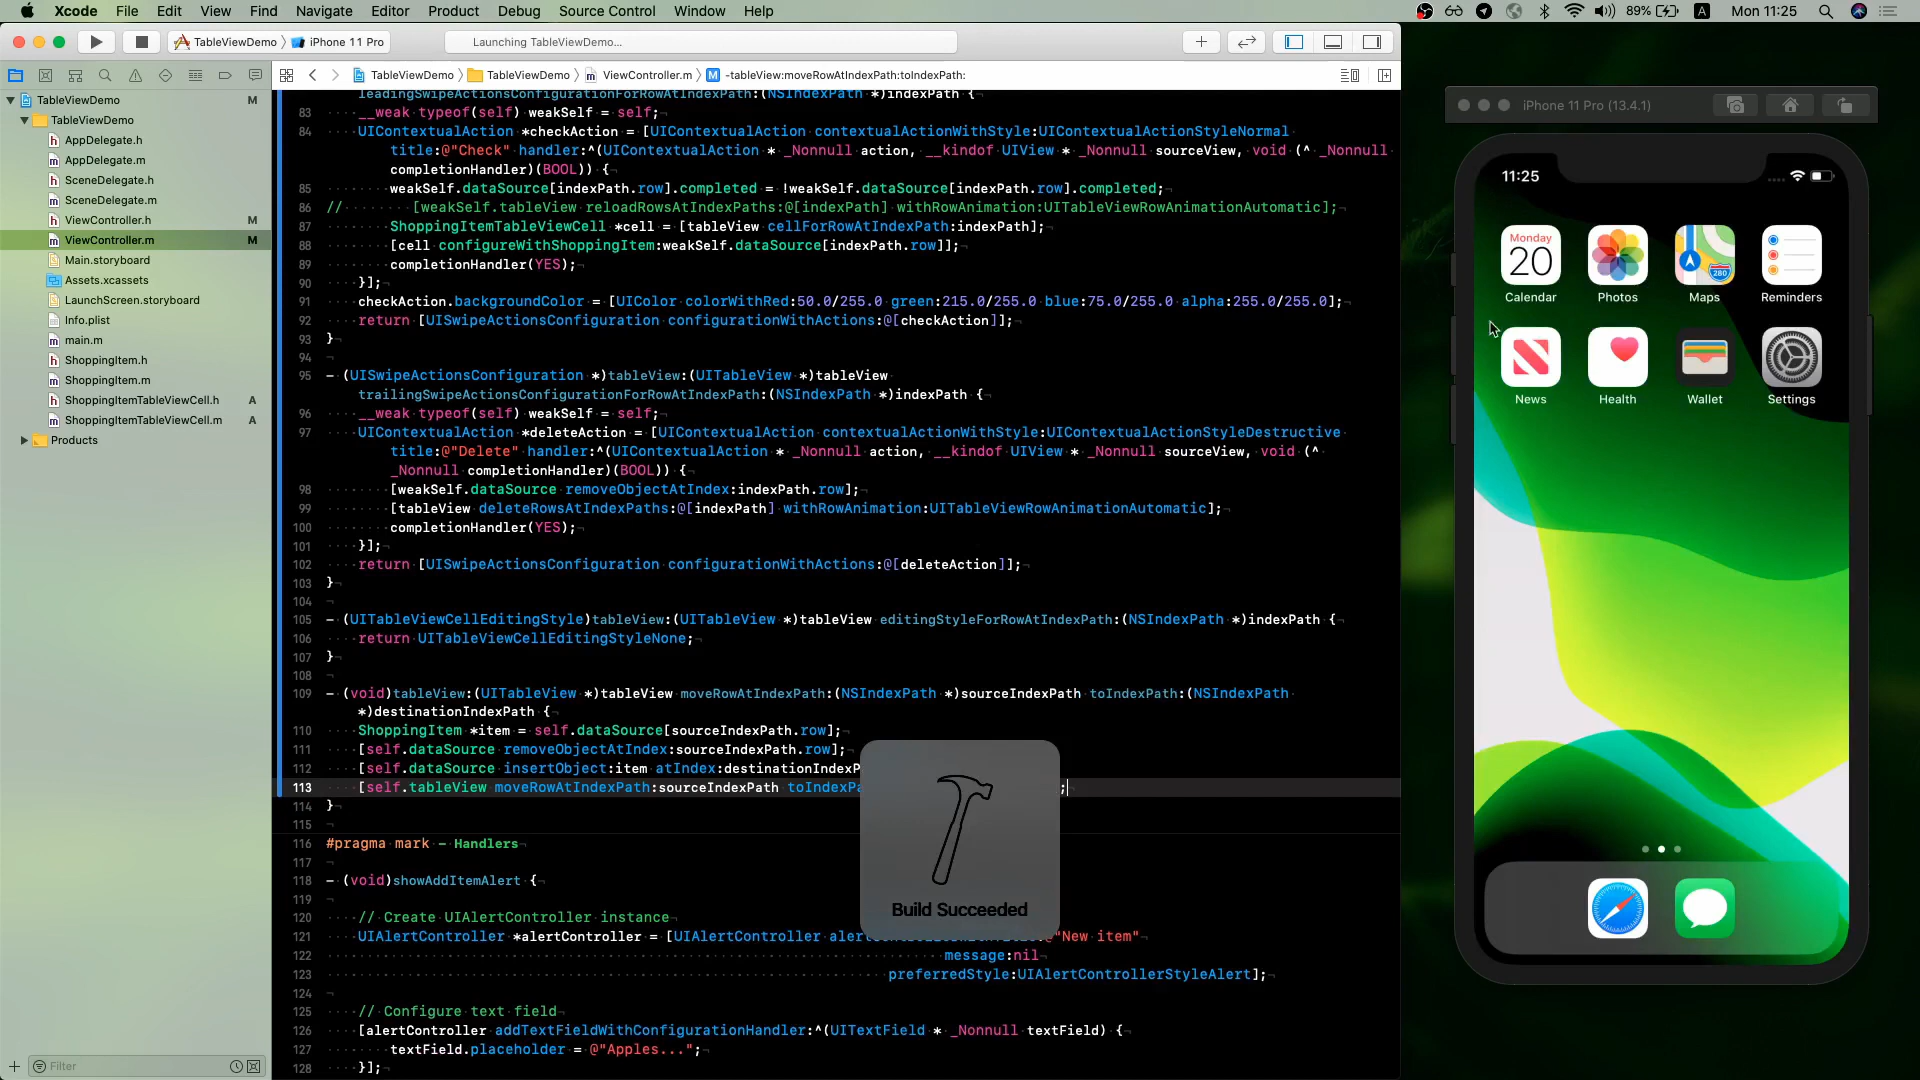 Xcode File Edit View Find Navigate Editor Product Debug Source Control Window Help
89% A Mon 11:25
TableViewDemo iPhone 11 Pro
Launching TableViewDemo...
TableViewDemo TableViewDemo ViewController.m M -tableView:moveRowAtIndexPath:toIndexPath:
TableViewDemo M
TableViewDemo
AppDelegate.h
AppDelegate.m
SceneDelegate.h
SceneDelegate.m
ViewController.h M
ViewController.m M
Main.storyboard
Assets.xcassets
LaunchScreen.storyboard
Info.plist
main.m
ShoppingItem.h
ShoppingItem.m
ShoppingItemTableViewCell.h A
ShoppingItemTableViewCell.m A
Products
Filter
leadingSwipeActionsConfigurationForRowAtIndexPath:(NSIndexPath *)indexPath {
83 __weak typeof(self) weakSelf = self;
84 UIContextualAction *checkAction = [UIContextualAction contextualActionWithStyle:UIContextualActionStyleNormal
title:@"Check" handler:^(UIContextualAction * _Nonnull action, __kindof UIView * _Nonnull sourceView, void (^ _Nonnull
completionHandler)(BOOL)) {
85 weakSelf.dataSource[indexPath.row].completed = !weakSelf.dataSource[indexPath.row].completed;
86 // [weakSelf.tableView reloadRowsAtIndexPaths:@[indexPath] withRowAnimation:UITableViewRowAnimationAutomatic];
87 ShoppingItemTableViewCell *cell = [tableView cellForRowAtIndexPath:indexPath];
88 [cell configureWithShoppingItem:weakSelf.dataSource[indexPath.row]];
89 completionHandler(YES);
90 }];
91 checkAction.backgroundColor = [UIColor colorWithRed:50.0/255.0 green:215.0/255.0 blue:75.0/255.0 alpha:255.0/255.0];
92 return [UISwipeActionsConfiguration configurationWithActions:@[checkAction]];
93 }
94
95 - (UISwipeActionsConfiguration *)tableView:(UITableView *)tableView
trailingSwipeActionsConfigurationForRowAtIndexPath:(NSIndexPath *)indexPath {
96 __weak typeof(self) weakSelf = self;
97 UIContextualAction *deleteAction = [UIContextualAction contextualActionWithStyle:UIContextualActionStyleDestructive
title:@"Delete" handler:^(UIContextualAction * _Nonnull action, __kindof UIView * _Nonnull sourceView, void (^
_Nonnull completionHandler)(BOOL)) {
98 [weakSelf.dataSource removeObjectAtIndex:indexPath.row];
99 [tableView deleteRowsAtIndexPaths:@[indexPath] withRowAnimation:UITableViewRowAnimationAutomatic];
100 completionHandler(YES);
101 }];
102 return [UISwipeActionsConfiguration configurationWithActions:@[deleteAction]];
103 }
104
105 - (UITableViewCellEditingStyle)tableView:(UITableView *)tableView editingStyleForRowAtIndexPath:(NSIndexPath *)indexPath {
106 return UITableViewCellEditingStyleNone;
107 }
108
109 - (void)tableView:(UITableView *)tableView moveRowAtIndexPath:(NSIndexPath *)sourceIndexPath toIndexPath:(NSIndexPath
*)destinationIndexPath {
110 ShoppingItem *item = self.dataSource[sourceIndexPath.row];
111 [self.dataSource removeObjectAtIndex:sourceIndexPath.row];
112 [self.dataSource insertObject:item atIndex:destinationIndexP
113 [self.tableView moveRowAtIndexPath:sourceIndexPath toIndexPa ;
114 }
115
116 #pragma mark - Handlers
117
118 - (void)showAddItemAlert {
119
120 // Create UIAlertController instance
121 UIAlertController *alertController = [UIAlertController @"New item"
122 message:nil
123 preferredStyle:UIAlertControllerStyleAlert];
124
125 // Configure text field
126 [alertController addTextFieldWithConfigurationHandler:^(UITextField * _Nonnull textField) {
127 textField.placeholder = @"Apples...";
128 }];
Build Succeeded
iPhone 11 Pro (13.4.1)
11:25
Monday
20
280
Calendar Photos Maps Reminders
News Health Wallet Settings